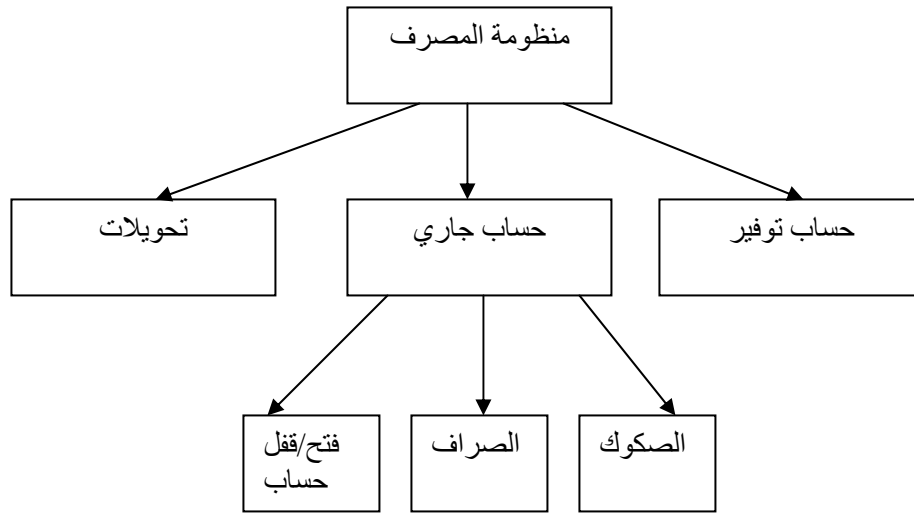 منظومة المصرف
حساب توفير
حساب جاري
تحويلات
الصكوك
الصراف
فتح/قفل
حساب